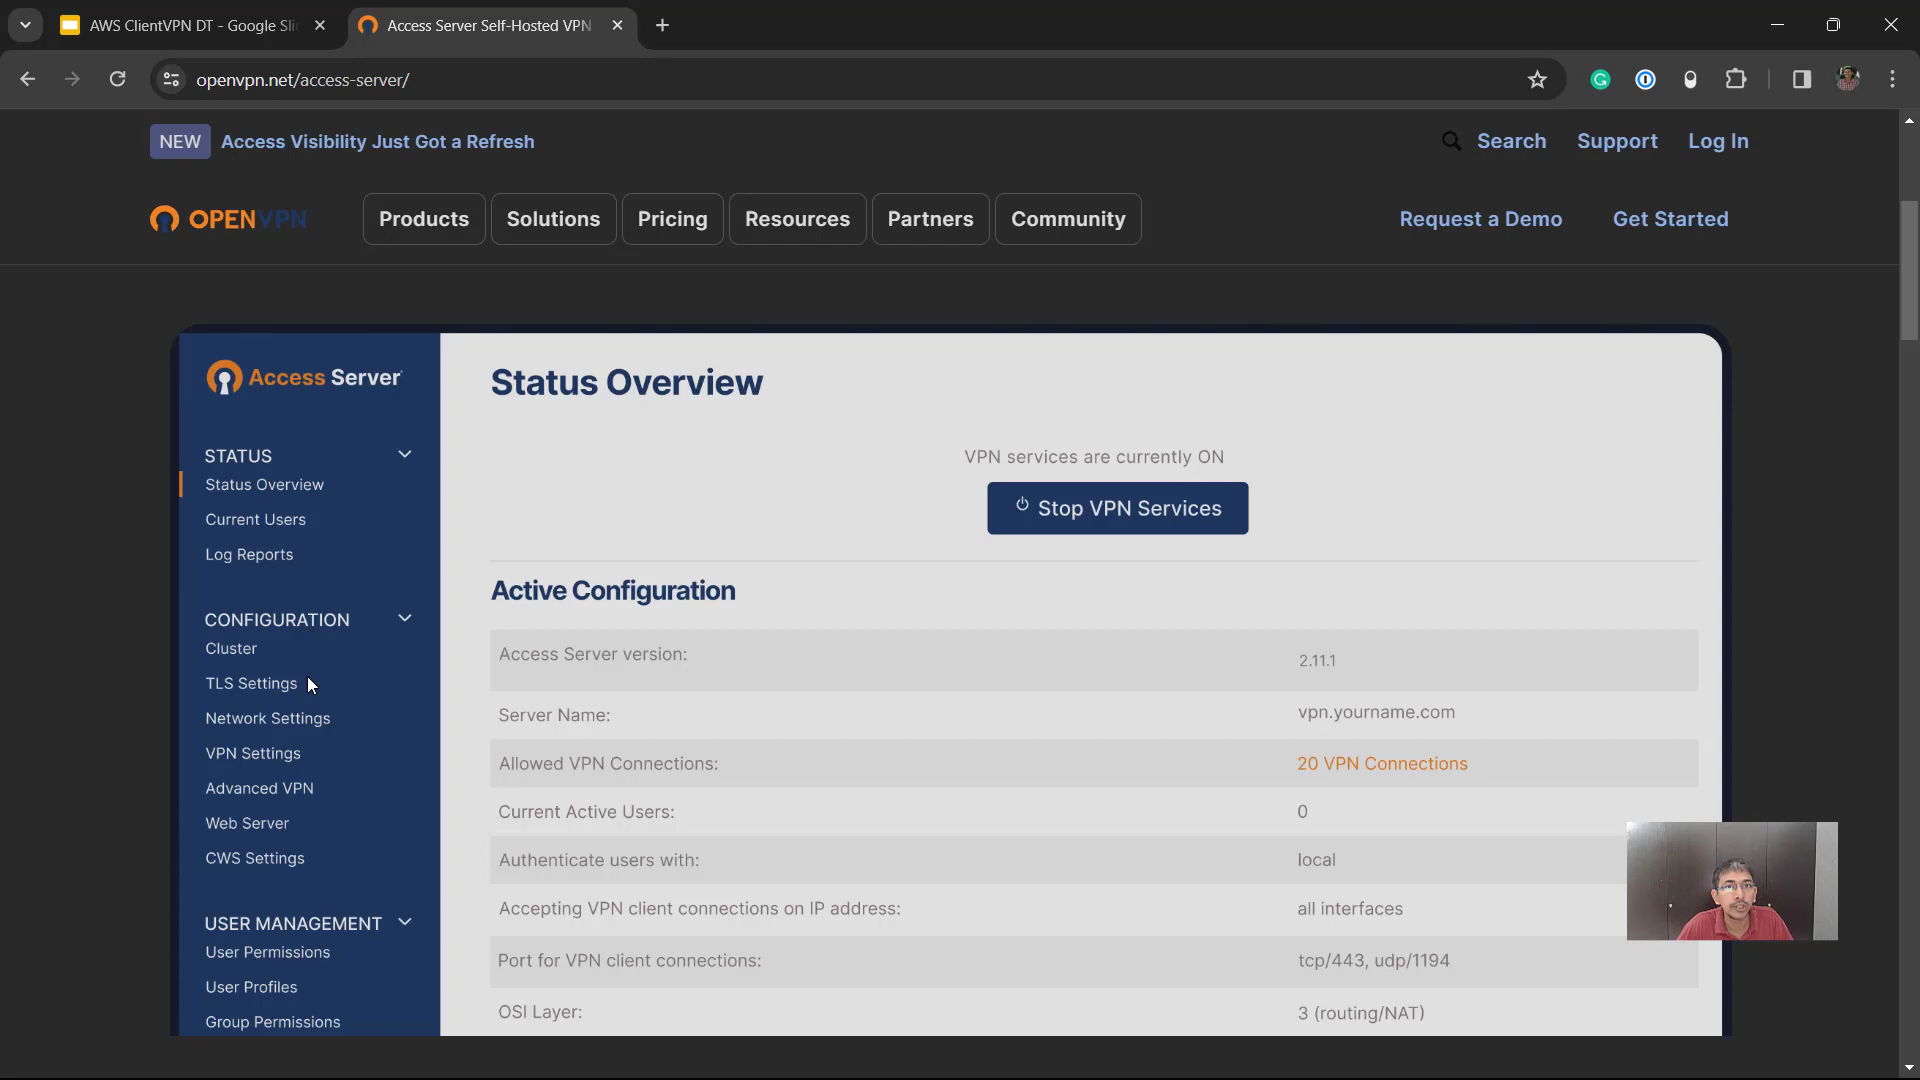 AWS ClientVPN DT - Google Sli
Access Server Self-Hosted VPN
openvpn.net/access-server/
NEW Access Visibility Just Got a Refresh
Search Support Log In
OPENVPN Products Solutions Pricing Resources Partners Community Request a Demo Get Started
Access Server
STATUS
Status Overview
Current Users
Log Reports
CONFIGURATION
Cluster
TLS Settings
Network Settings
VPN Settings
Advanced VPN
Web Server
CWS Settings
USER MANAGEMENT
User Permissions
User Profiles
Group Permissions
Status Overview
VPN services are currently ON
Stop VPN Services
Active Configuration
Access Server version: 2.11.1
Server Name: vpn.yourname.com
Allowed VPN Connections: 20 VPN Connections
Current Active Users: 0
Authenticate users with: local
Accepting VPN client connections on IP address: all interfaces
Port for VPN client connections: tcp/443, udp/1194
OSI Layer: 3 (routing/NAT)